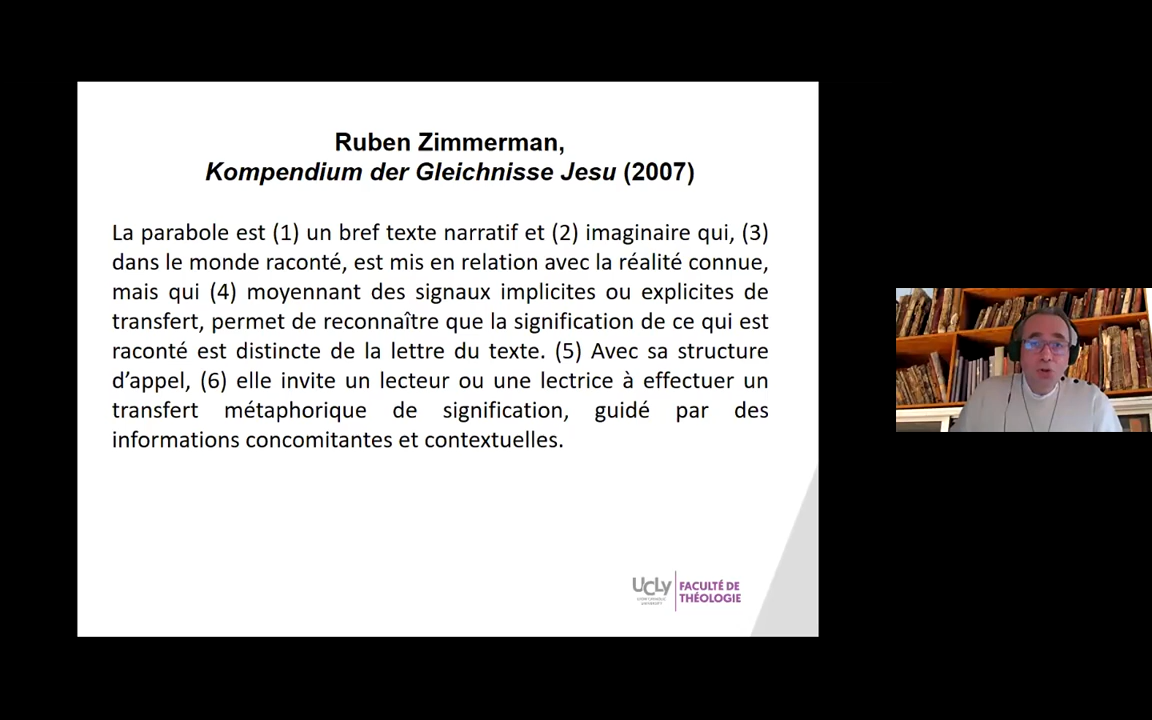 Ruben Zimmerman,
Kompendium der Gleichnisse Jesu (2007)
La parabole est (1) un bref texte narratif et (2) imaginaire qui, (3)
dans le monde raconté, est mis en relation avec la réalité connue,
mais qui (4) moyennant des signaux implicites ou explicites de
transfert, permet de reconnaître que la signification de ce qui est
raconté est distincte de la lettre du texte. (5) Avec sa structure
d’appel, (6) elle invite un lecteur ou une lectrice à effectuer un
transfert métaphorique de signification, guidé par des
informations concomitantes et contextuelles.
UCLy
FACULTÉ DE
THÉOLOGIE